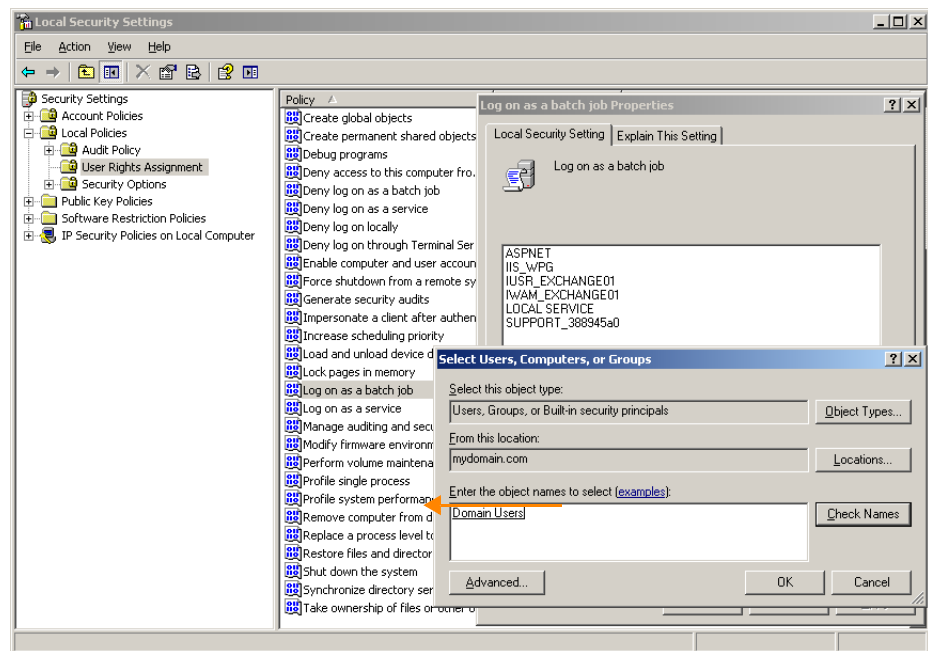 Local Security Settings
File Action View Help
Security Settings
Account Policies
Local Policies
Audit Policy
User Rights Assignment
Security Options
Public Key Policies
Software Restriction Policies
IP Security Policies on Local Computer
Policy
Create global objects
Create permanent shared objects
Debug programs
Deny access to this computer fro.
Deny log on as a batch job
Deny log on as a service
Deny log on locally
Deny log on through Terminal Ser
Enable computer and user accoun
Force shutdown from a remote sy
Generate security audits
Impersonate a client after authen
Increase scheduling priority
Load and unload device d
Lock pages in memory
Log on as a batch job
Log on as a service
Manage auditing and secu
Modify firmware environm
Perform volume maintena
Profile single process
Profile system performan
Remove computer from d
Replace a process level to
Restore files and director
Shut down the system
Synchronize directory ser
Take ownership of files or other o
Log on as a batch job Properties
Local Security Setting Explain This Setting
Log on as a batch job
ASPNET
IIS_WPG
IUSR_EXCHANGE01
IWAM_EXCHANGE01
LOCAL SERVICE
SUPPORT_388945a0
Select Users, Computers, or Groups
Select this object type:
Users, Groups, or Built-in security principals
Object Types...
From this location:
mydomain.com
Locations...
Enter the object names to select (examples):
Domain Users
Check Names
Advanced...
OK
Cancel